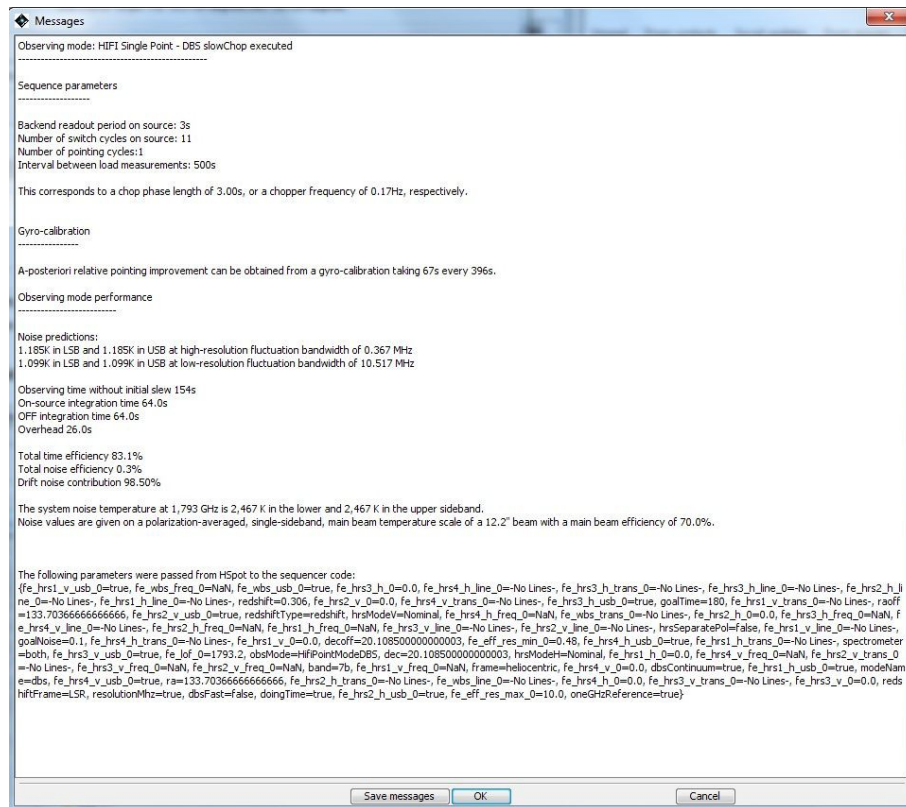 Messages
Observing mode: HIFI Single Point - DBS slowChop executed
--------------------------------------------------
Sequence parameters
-------------------
Backend readout period on source: 3s
Number of switch cycles on source: 11
Number of pointing cycles:1
Interval between load measurements: 500s
This corresponds to a chop phase length of 3.00s, or a chopper frequency of 0.17Hz, respectively.
Gyro-calibration
----------------
A-posteriori relative pointing improvement can be obtained from a gyro-calibration taking 67s every 396s.
Observing mode performance
--------------------------
Noise predictions:
1.185K in LSB and 1.185K in USB at high-resolution fluctuation bandwidth of 0.367 MHz
1.099K in LSB and 1.099K in USB at low-resolution fluctuation bandwidth of 10.517 MHz
Observing time without initial slew 154s
On-source integration time 64.0s
OFF integration time 64.0s
Overhead 26.0s
Total time efficiency 83.1%
Total noise efficiency 0.3%
Drift noise contribution 98.50%
The system noise temperature at 1,793 GHz is 2,467 K in the lower and 2,467 K in the upper sideband.
Noise values are given on a polarization-averaged, single-sideband, main beam temperature scale of a 12.2" beam with a main beam efficiency of 70.0%.
The following parameters were passed from HSpot to the sequencer code:
{fe_hrs1_v_usb_0=true, fe_wbs_freq_0=NaN, fe_wbs_usb_0=true, fe_hrs3_h_0=0.0, fe_hrs4_h_line_0=-No Lines-, fe_hrs3_h_trans_0=-No Lines-, fe_hrs3_h_line_0=-No Lines-, fe_hrs2_h_li
ne_0=-No Lines-, fe_hrs1_h_line_0=-No Lines-, redshift=0.306, fe_hrs2_v_0=0.0, fe_hrs4_v_trans_0=-No Lines-, fe_hrs3_h_usb_0=true, goalTime=180, fe_hrs1_v_trans_0=-No Lines-, raoff
=133.70366666666666, fe_hrs2_v_usb_0=true, redshiftType=redshift, hrsModeV=Nominal, fe_hrs4_h_freq_0=NaN, fe_wbs_trans_0=-No Lines-, fe_hrs2_h_0=0.0, fe_hrs3_h_freq_0=NaN, f
e_hrs4_v_line_0=-No Lines-, fe_hrs2_h_freq_0=NaN, fe_hrs1_h_freq_0=NaN, fe_hrs3_v_line_0=-No Lines-, fe_hrs2_v_line_0=-No Lines-, hrsSeparatePol=false, fe_hrs1_v_line_0=-No Lines-,
goalNoise=0.1, fe_hrs4_h_trans_0=-No Lines-, fe_hrs1_v_0=0.0, decoff=20.108500000000003, fe_eff_res_min_0=0.48, fe_hrs4_h_usb_0=true, fe_hrs1_h_trans_0=-No Lines-, spectrometer
=both, fe_hrs3_v_usb_0=true, fe_lof_0=1793.2, obsMode=HifiPointModeDBS, dec=20.108500000000003, hrsModeH=Nominal, fe_hrs1_h_0=0.0, fe_hrs4_v_freq_0=NaN, fe_hrs2_v_trans_0
=-No Lines-, fe_hrs3_v_freq_0=NaN, fe_hrs2_v_freq_0=NaN, band=7b, fe_hrs1_v_freq_0=NaN, frame=heliocentric, fe_hrs4_v_0=0.0, dbsContinuum=true, fe_hrs1_h_usb_0=true, modeNam
e=dbs, fe_hrs4_v_usb_0=true, ra=133.70366666666666, fe_hrs2_h_trans_0=-No Lines-, fe_wbs_line_0=-No Lines-, fe_hrs4_h_0=0.0, fe_hrs3_v_trans_0=-No Lines-, fe_hrs3_v_0=0.0, reds
hiftFrame=LSR, resolutionMhz=true, dbsFast=false, doingTime=true, fe_hrs2_h_usb_0=true, fe_eff_res_max_0=10.0, oneGHzReference=true}
Save messages OK Cancel